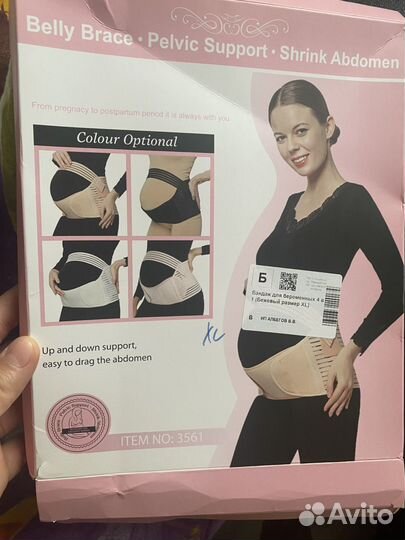 Belly Brace · Pelvic Support · Shrink Abdomen
From pregnacy to postpartum period it is always with you
Colour Optional
Б
Бандаж для беременных 4 в
1 (Бежевый размер XL)
Б ИП АЛВАТОВ В.В.
XL
Up and down support,
easy to drag the abdomen
ITEM NO: 3561
Avito